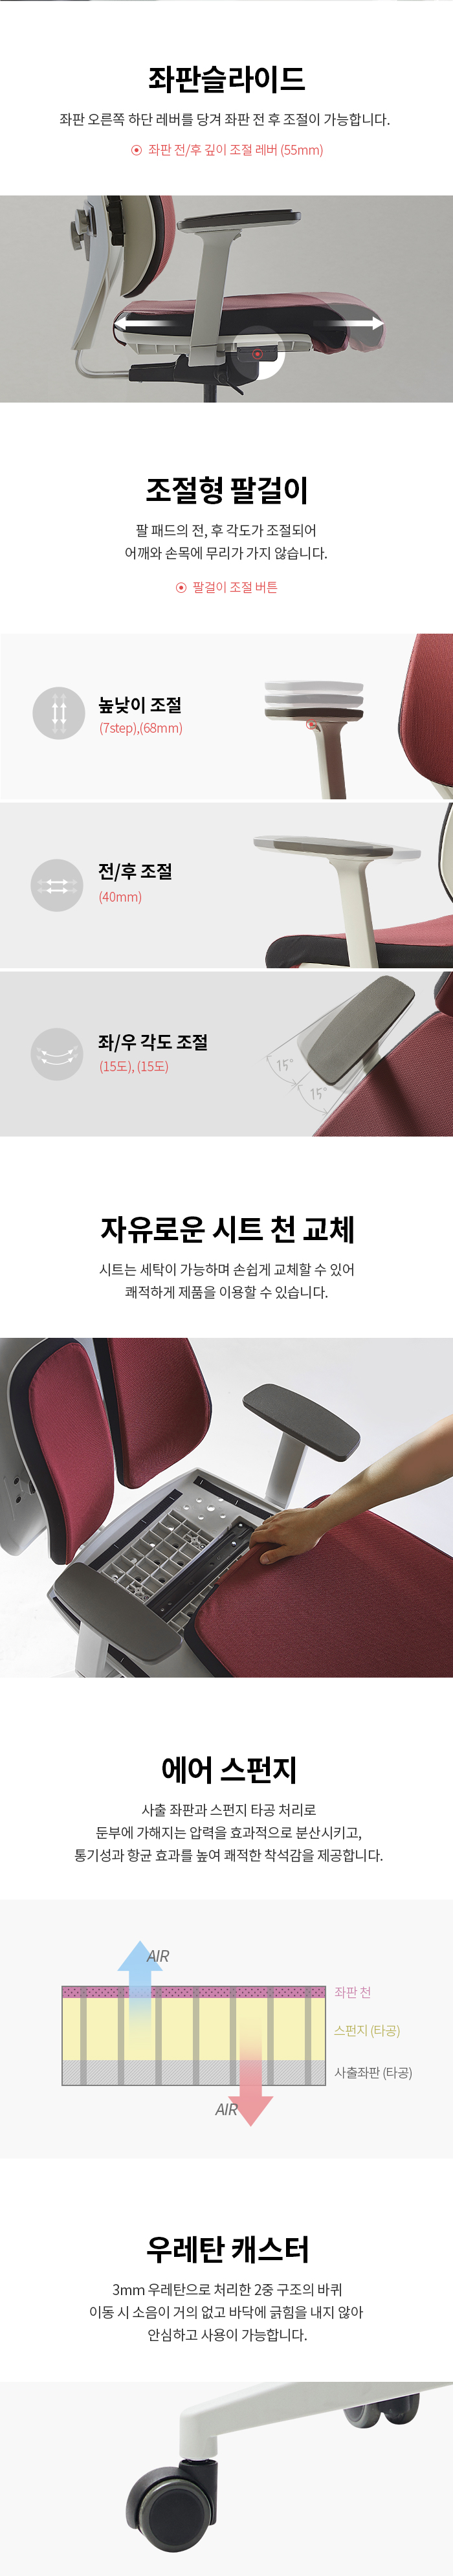 좌판슬라이드
좌판 오른쪽 하단 레버를 당겨 좌판 전 후 조절이 가능합니다.
좌판 전/후 깊이 조절 레버 (55mm)
조절형 팔걸이
팔 패드의 전, 후 각도가 조절되어
어깨와 손목에 무리가 가지 않습니다.
팔걸이 조절 버튼
높낮이 조절
(7step),(68mm)
전/후 조절
(40mm)
좌/우 각도 조절
(15도), (15도)
15°
15°
자유로운 시트 천 교체
시트는 세탁이 가능하며 손쉽게 교체할 수 있어
쾌적하게 제품을 이용할 수 있습니다.
에어 스펀지
사출 좌판과 스펀지 타공 처리로
둔부에 가해지는 압력을 효과적으로 분산시키고,
통기성과 항균 효과를 높여 쾌적한 착석감을 제공합니다.
AIR
좌판 천
스펀지 (타공)
사출좌판 (타공)
AIR
우레탄 캐스터
3mm 우레탄으로 처리한 2중 구조의 바퀴
이동 시 소음이 거의 없고 바닥에 긁힘을 내지 않아
안심하고 사용이 가능합니다.